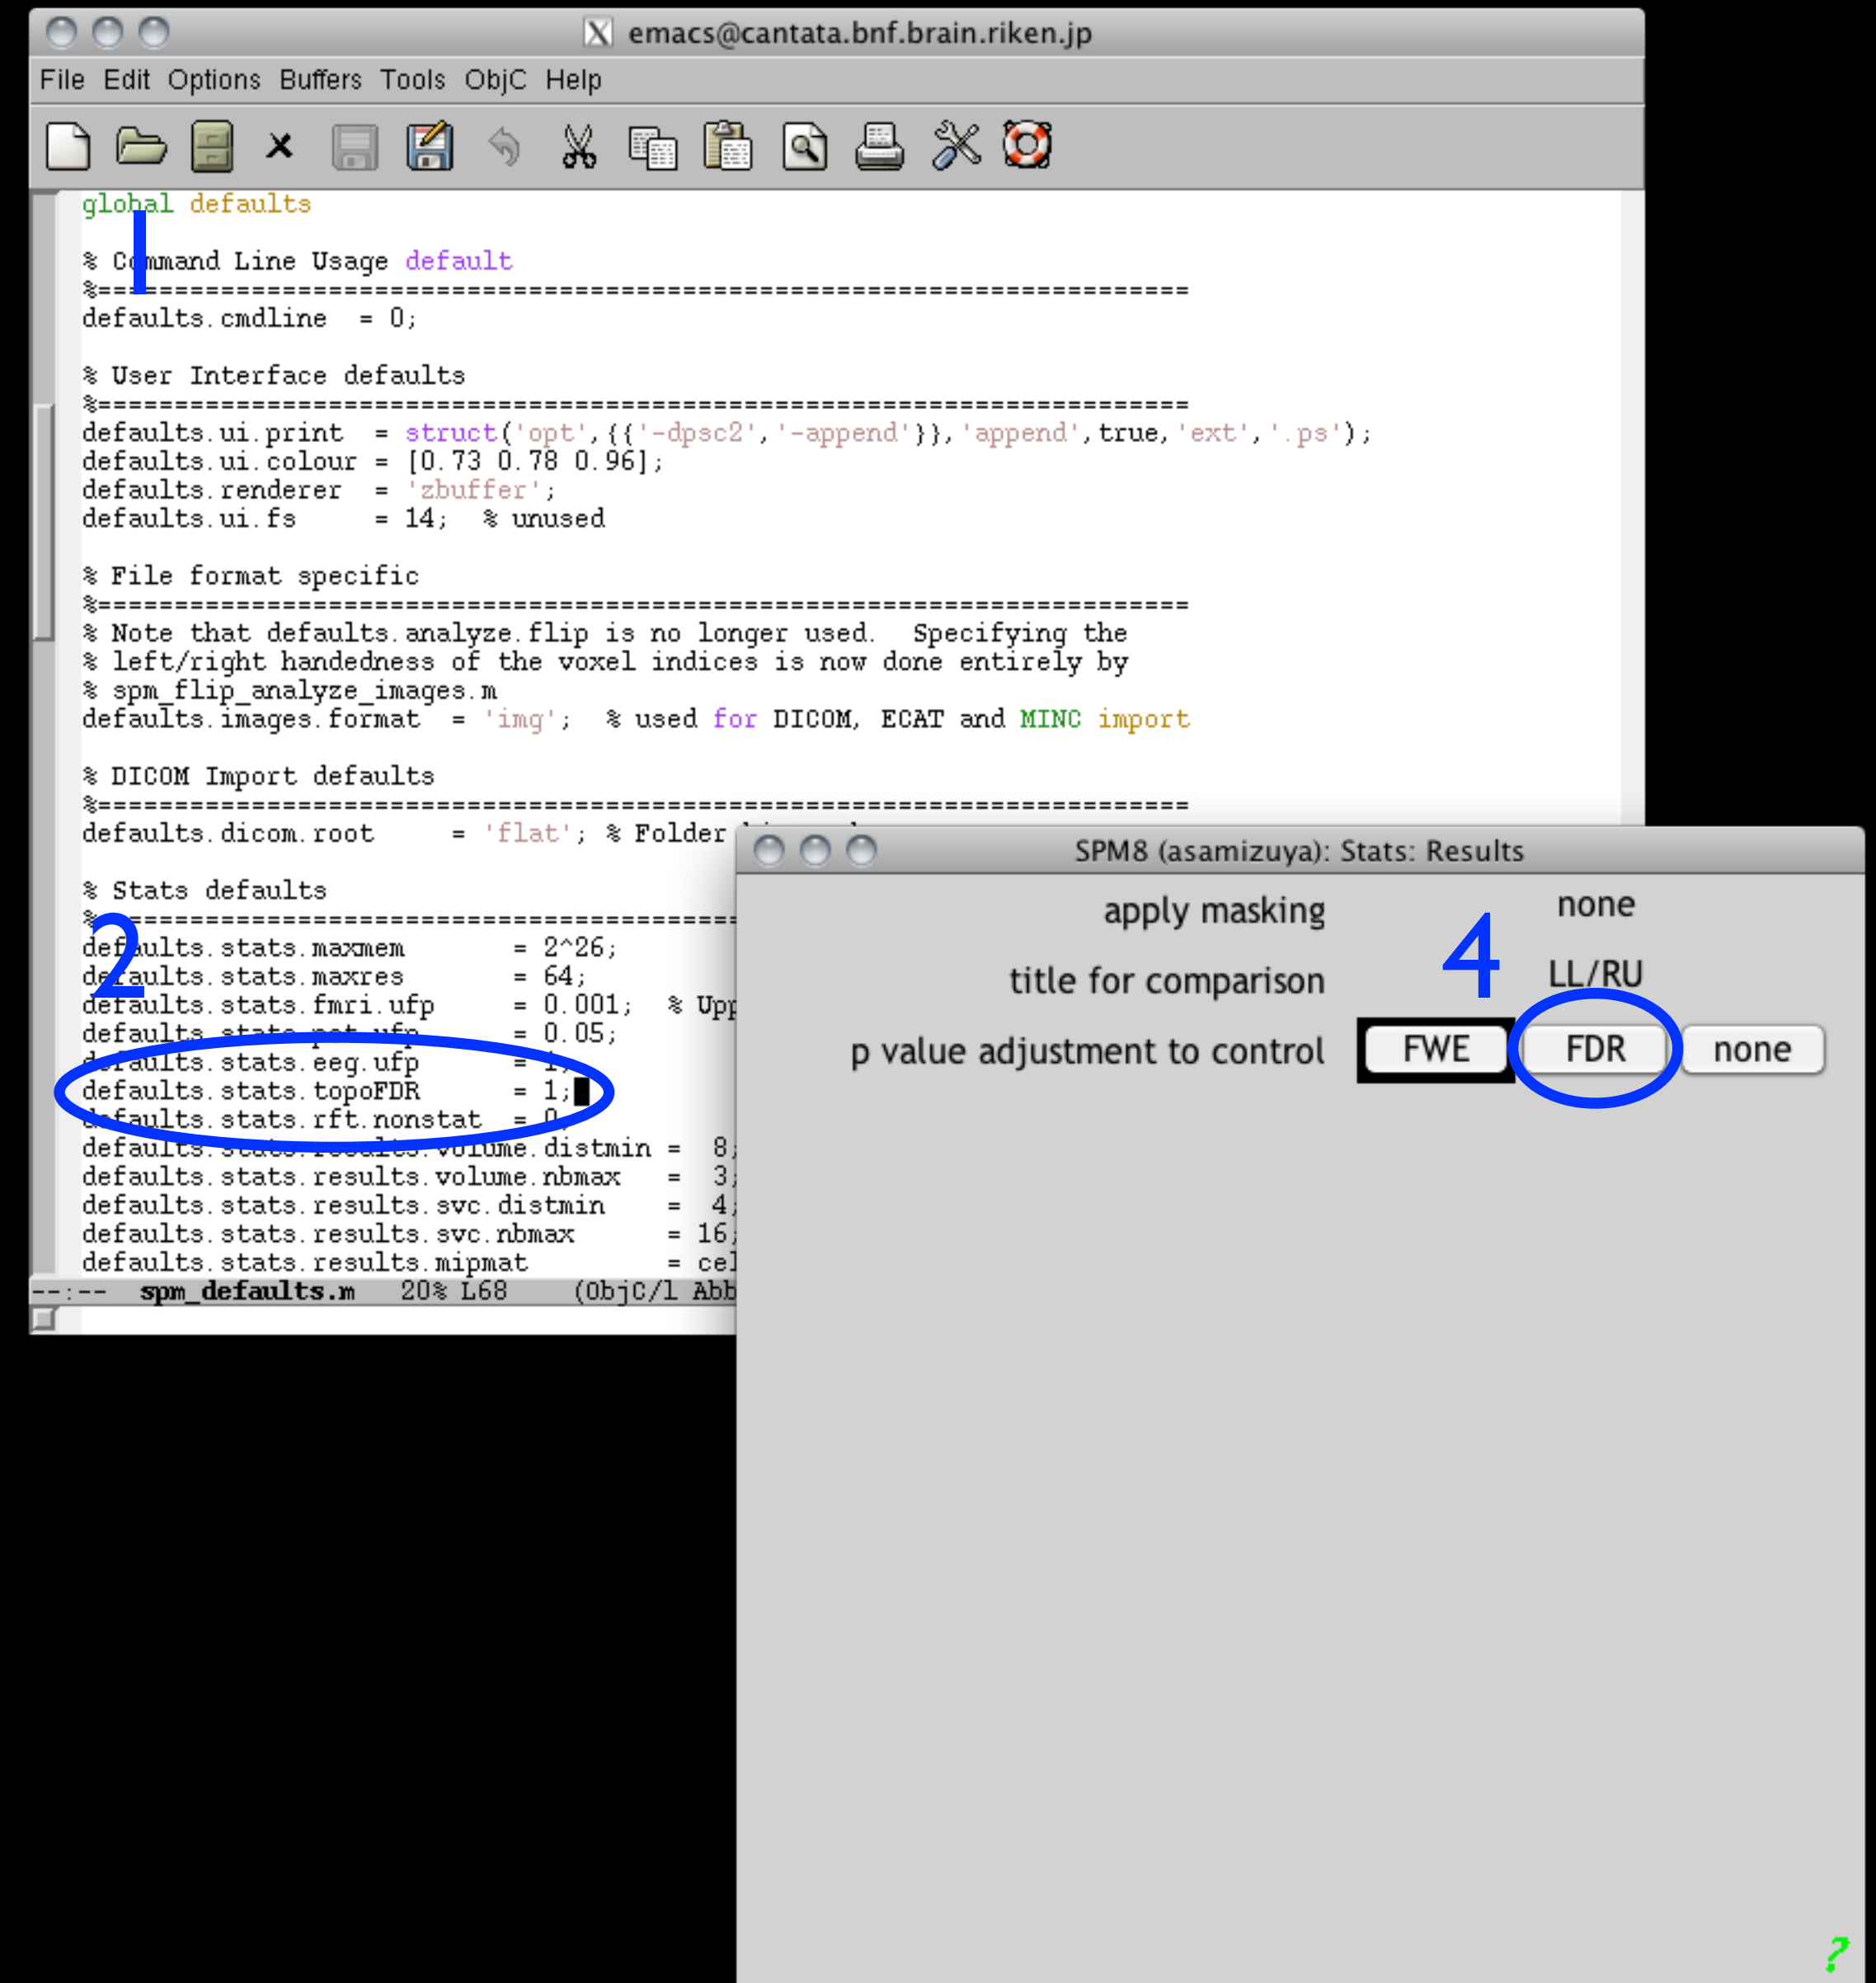 emacs@cantata.bnf.brain.riken.jp
File Edit Options Buffers Tools ObjC Help
global defaults
1
% Command Line Usage default
%=======================================================================
defaults.cmdline  = 0;
% User Interface defaults
%=======================================================================
defaults.ui.print  = struct('opt',{{'-dpsc2','-append'}},'append',true,'ext','.ps');
defaults.ui.colour = [0.73 0.78 0.96];
defaults.renderer  = 'zbuffer';
defaults.ui.fs     = 14;  % unused
% File format specific
%=======================================================================
% Note that defaults.analyze.flip is no longer used.  Specifying the
% left/right handedness of the voxel indices is now done entirely by
% spm_flip_analyze_images.m
defaults.images.format  = 'img';  % used for DICOM, ECAT and MINC import
% DICOM Import defaults
%=======================================================================
defaults.dicom.root     = 'flat'; % Folder
% Stats defaults
%=========================================
2
defaults.stats.maxmem       = 2^26;
defaults.stats.maxres       = 64;
defaults.stats.fmri.ufp     = 0.001;  % Upp
defaults.stats.pet.ufp      = 0.05;
defaults.stats.eeg.ufp      = 1;
defaults.stats.topoFDR      = 1;
defaults.stats.rft.nonstat  = 0;
defaults.stats.results.volume.distmin =  8;
defaults.stats.results.volume.nbmax   =  3;
defaults.stats.results.svc.distmin    =  4;
defaults.stats.results.svc.nbmax      = 16;
defaults.stats.results.mipmat         = cel
--:--  spm_defaults.m   20% L68    (ObjC/l Abb
SPM8 (asamizuya): Stats: Results
apply masking none
4
title for comparison LL/RU
p value adjustment to control FWE FDR none
?